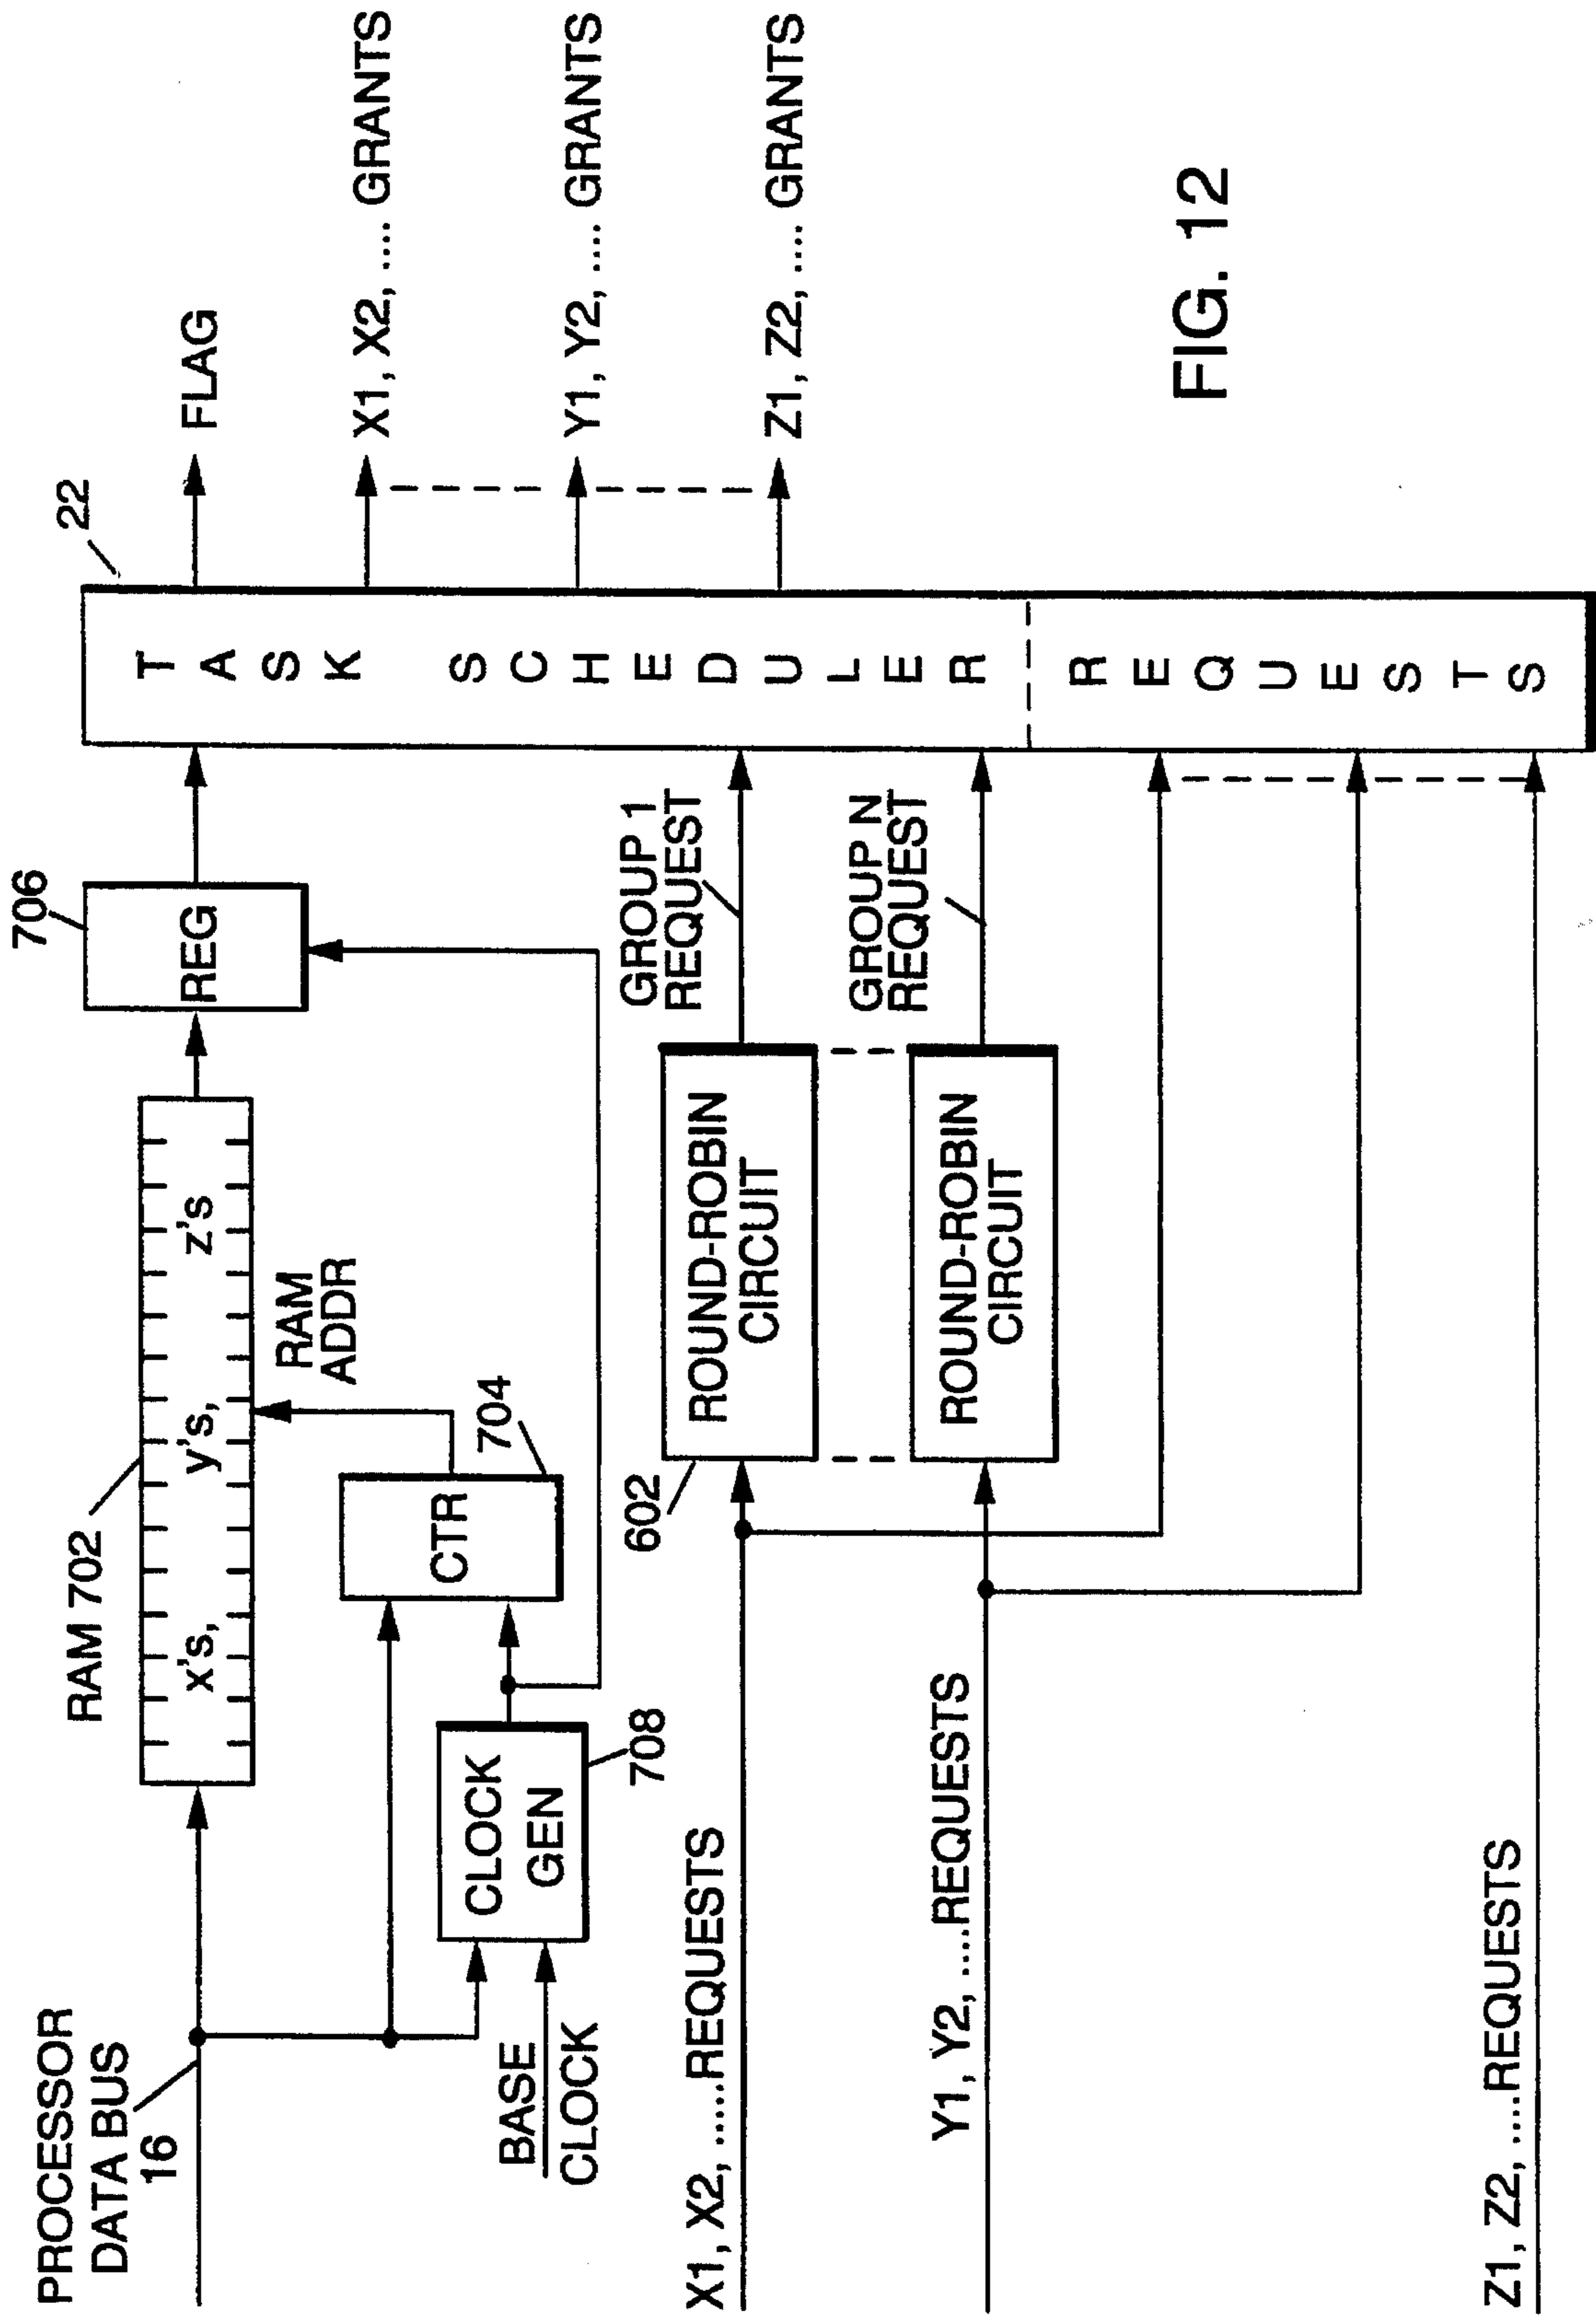 PROCESSOR
DATA BUS
16
RAM 702
x's, y's, z's
RAM
ADDR
706
REG
22
FLAG
X1, X2, .... GRANTS
Y1, Y2, .... GRANTS
Z1, Z2, .... GRANTS
TASK SCHEDULER
REQUESTS
CTR
704
CLOCK
GEN
708
BASE
CLOCK
602
ROUND-ROBIN
CIRCUIT
GROUP 1
REQUEST
ROUND-ROBIN
CIRCUIT
GROUP N
REQUEST
X1, X2, ......REQUESTS
Y1, Y2, ....REQUESTS
Z1, Z2, ....REQUESTS
FIG. 12